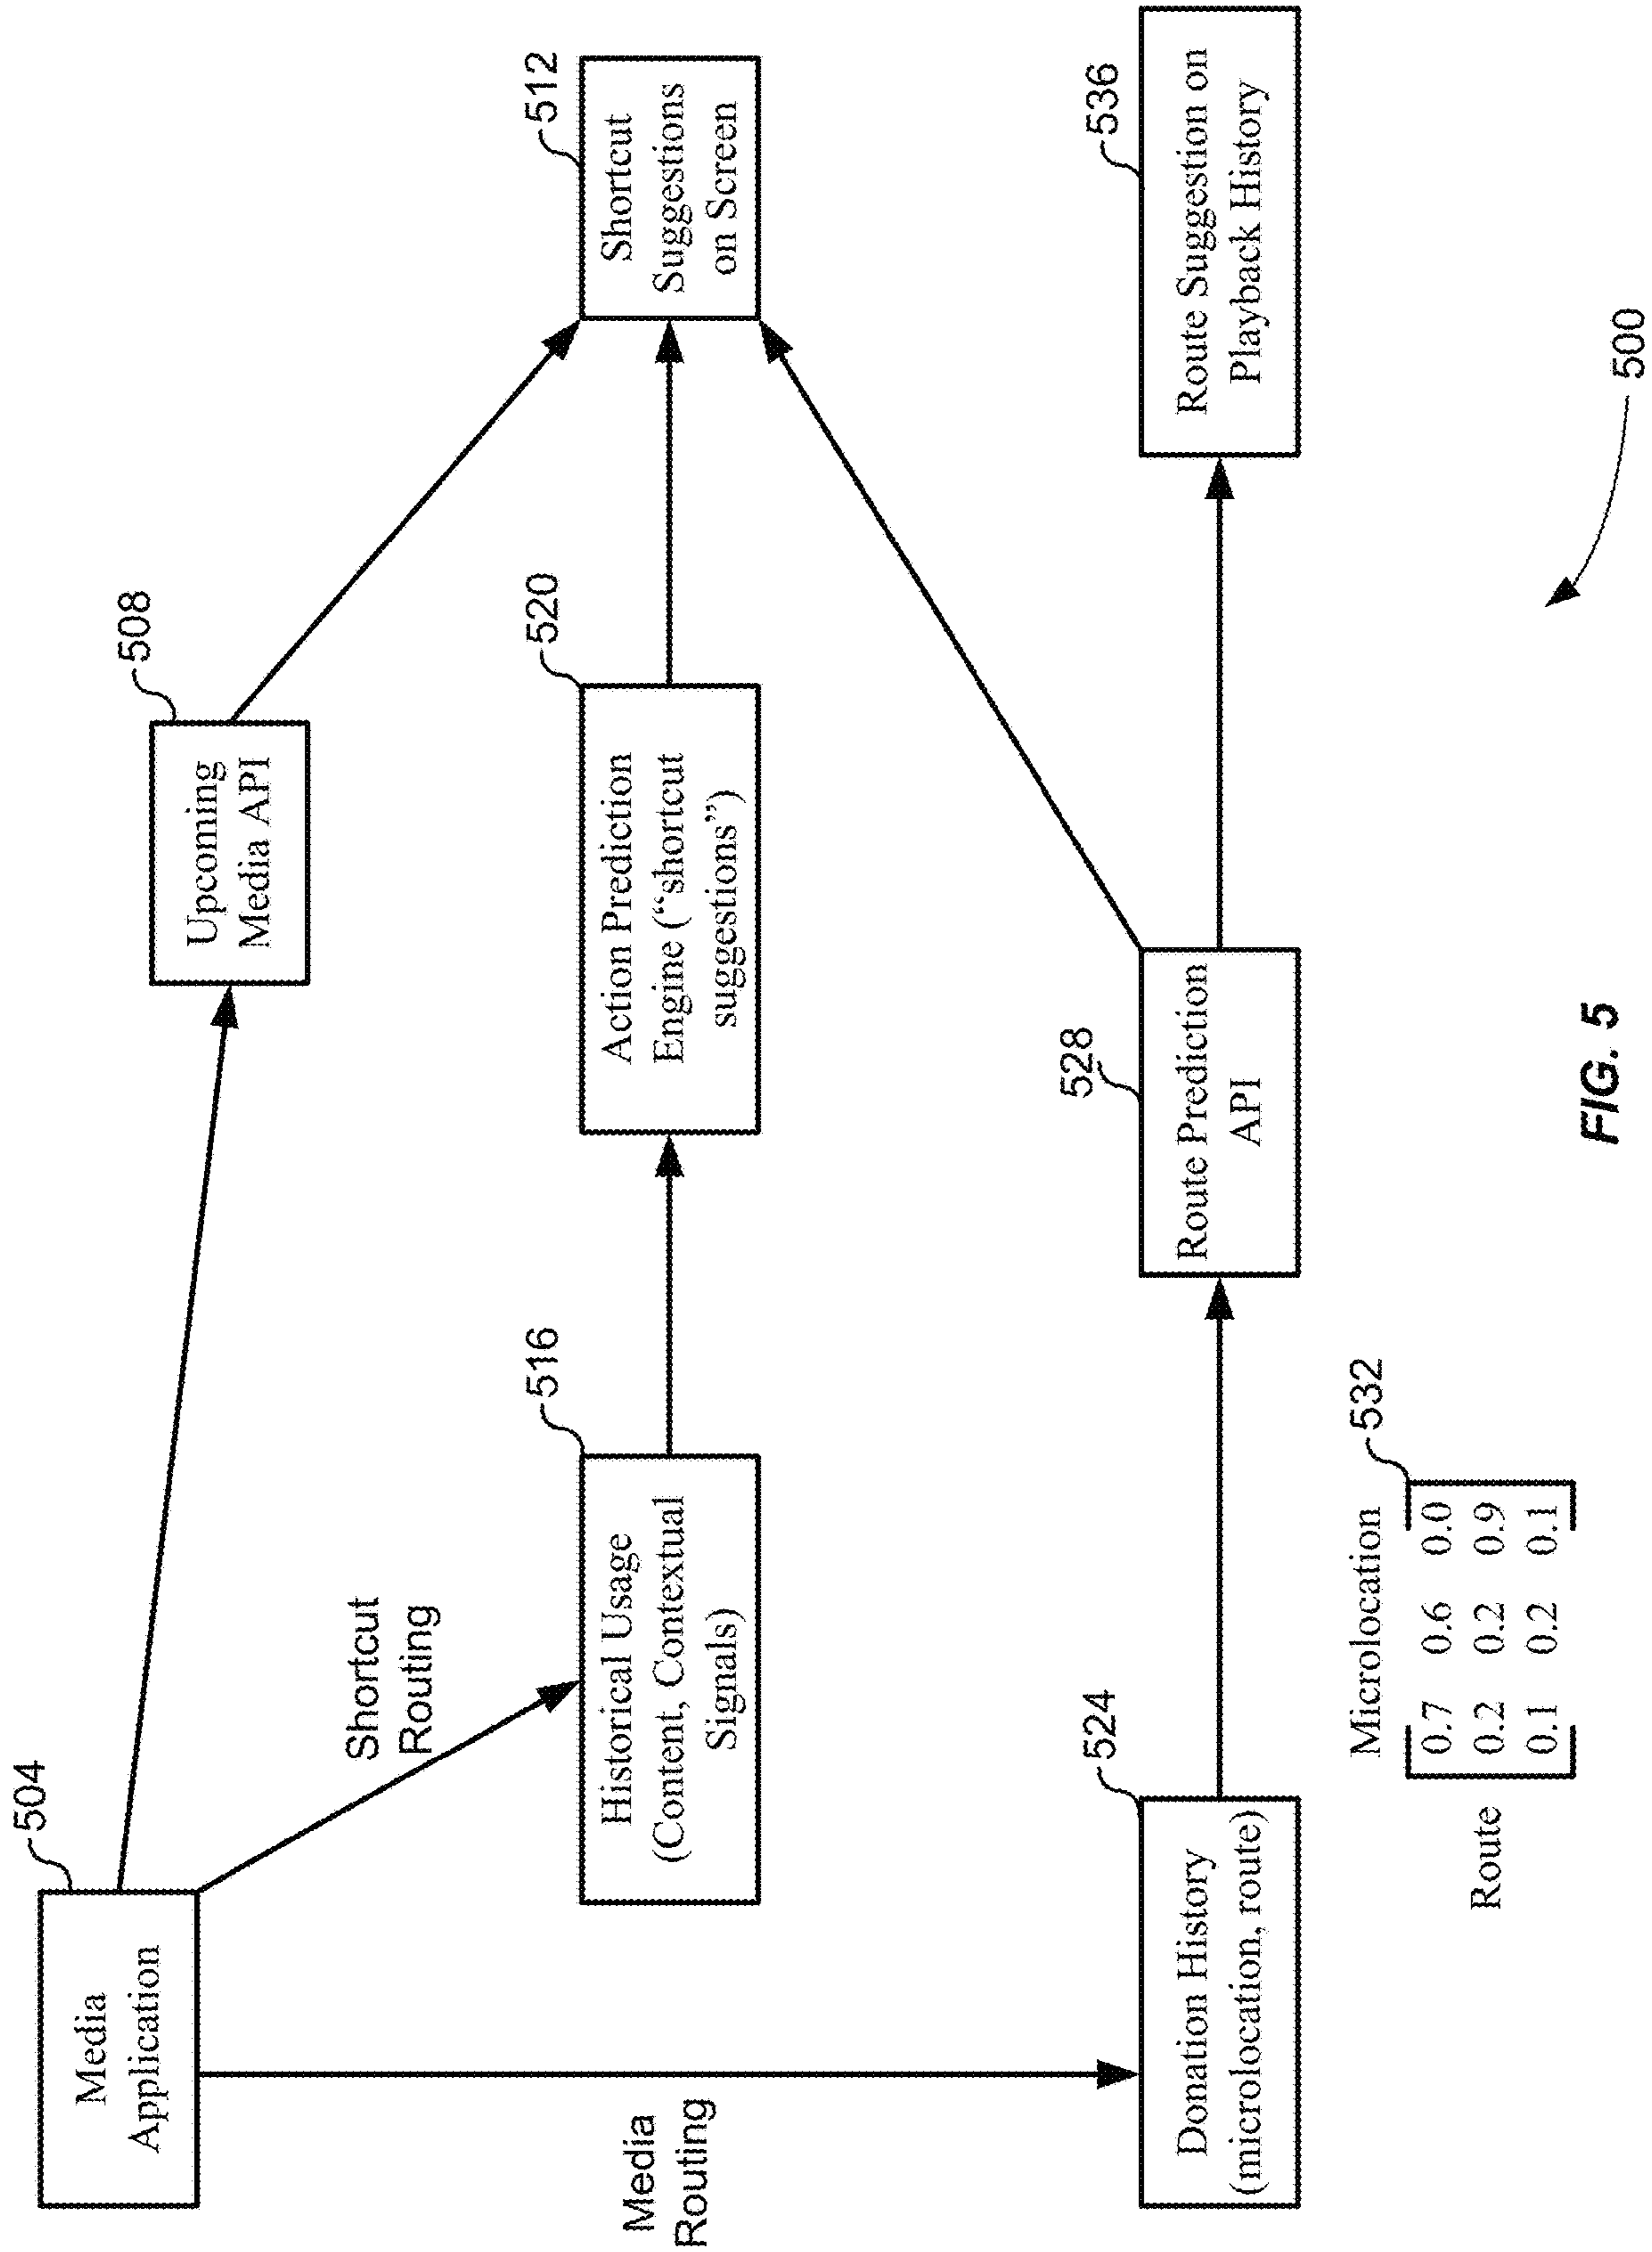 504
Media
Application
508
Upcoming
Media API
Shortcut
Routing
516
Historical Usage
(Content, Contextual
Signals)
520
Action Prediction
Engine (“shortcut
suggestions”)
512
Shortcut
Suggestions
on Screen
Media
Routing
524
Donation History
(microlocation, route)
528
Route Prediction
API
536
Route Suggestion on
Playback History
Microlocation
532
Route
0.7 0.6 0.0
0.2 0.2 0.9
0.1 0.2 0.1
500
FIG. 5